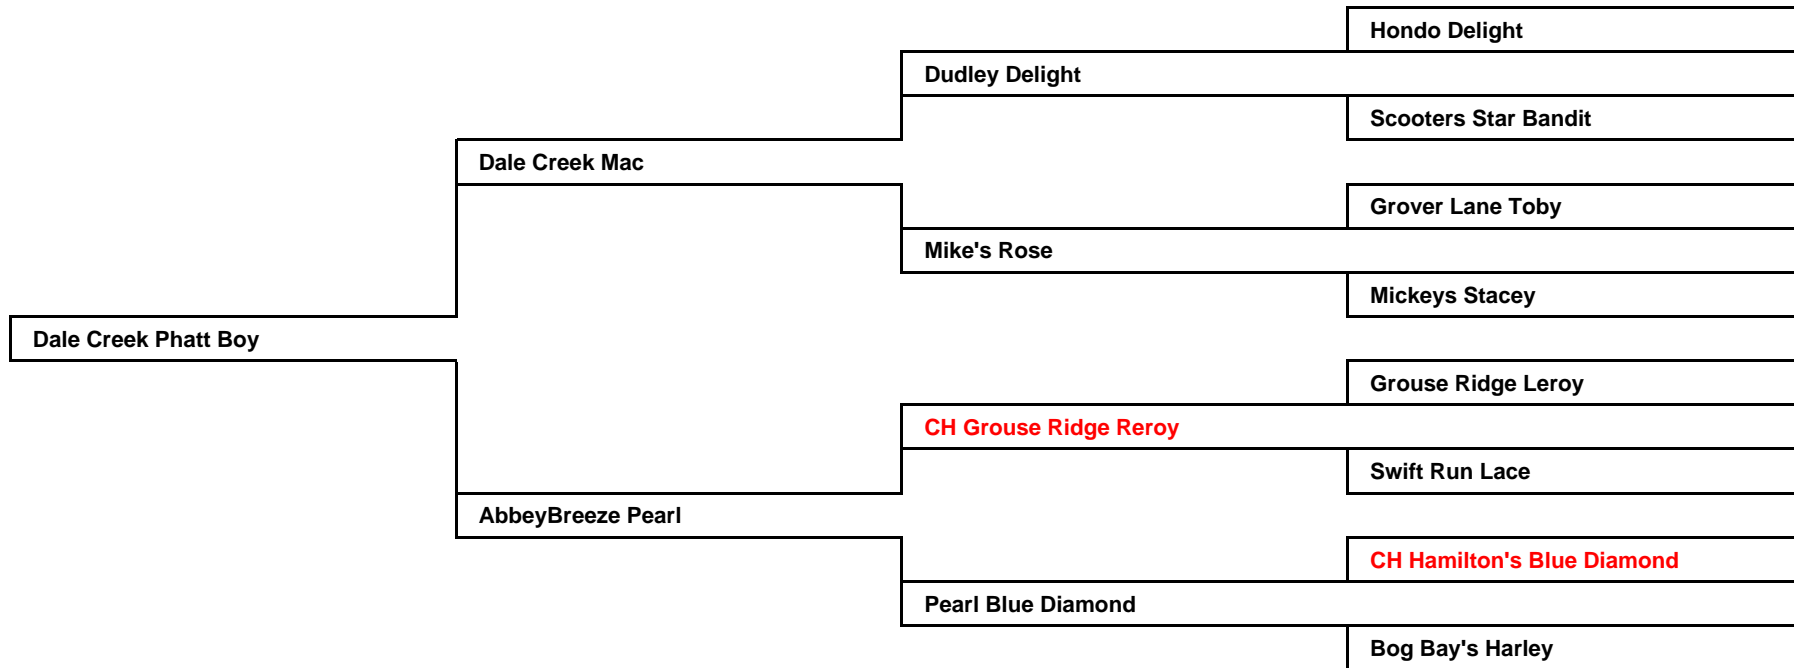 Hondo Delight
Dudley Delight
Scooters Star Bandit
Dale Creek Mac
Grover Lane Toby
Mike's Rose
Mickeys Stacey
Dale Creek Phatt Boy
Grouse Ridge Leroy
CH Grouse Ridge Reroy
Swift Run Lace
AbbeyBreeze Pearl
CH Hamilton's Blue Diamond
Pearl Blue Diamond
Bog Bay's Harley